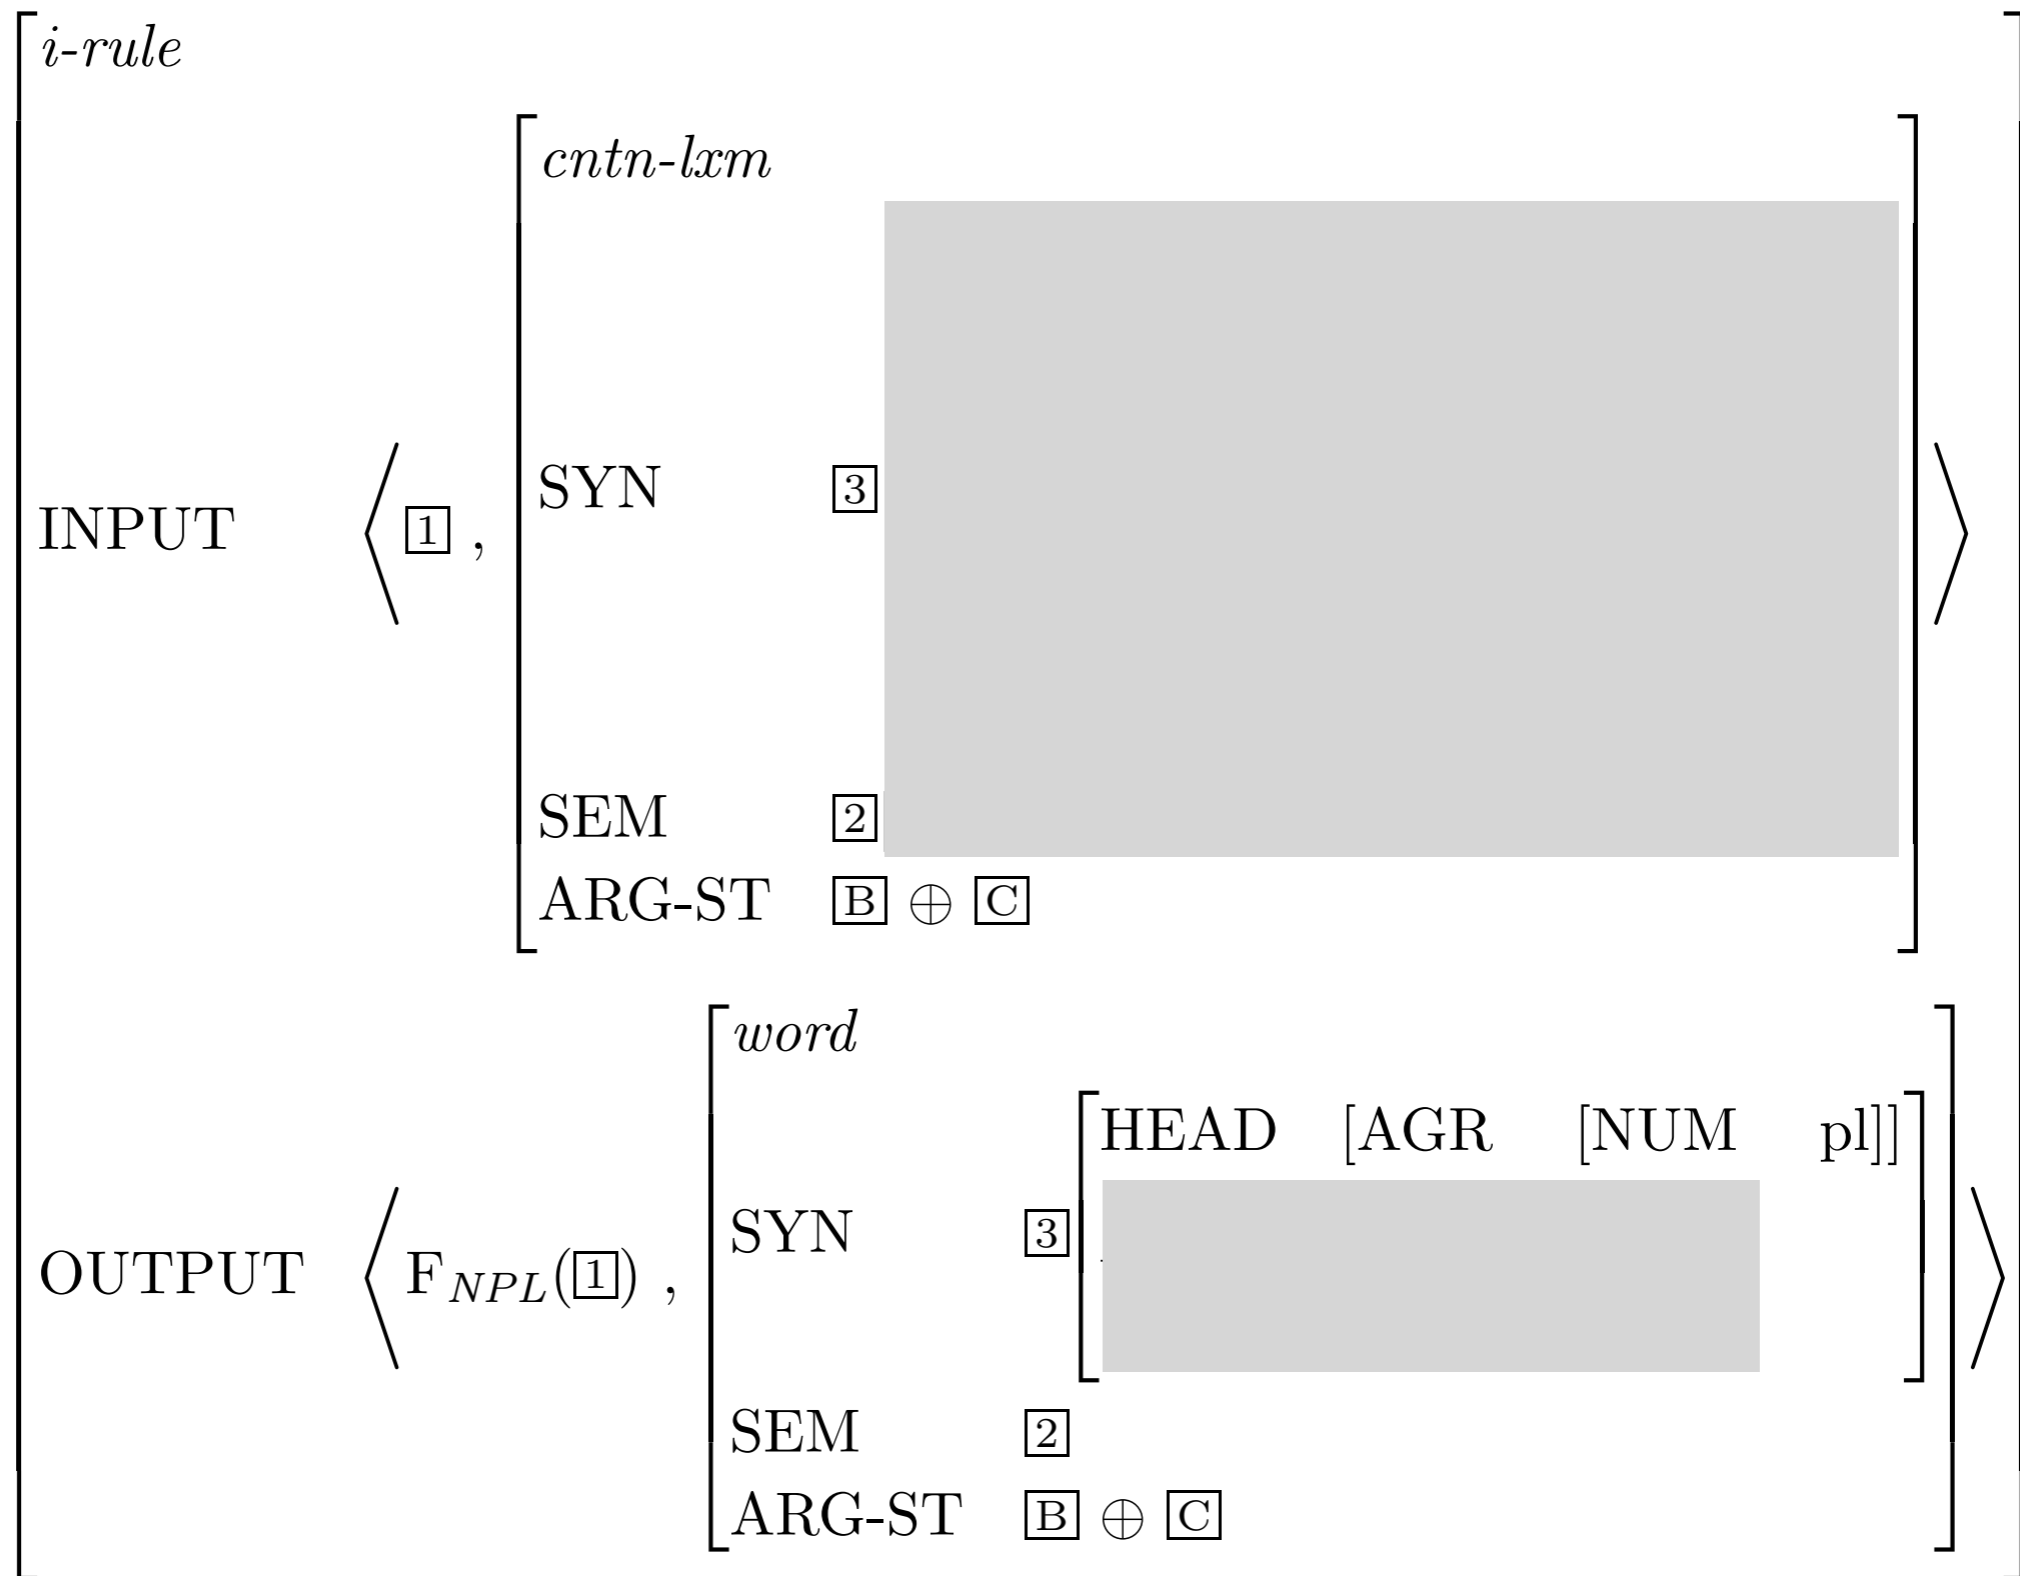 i-rule
cntn-lxm
SYN 3
INPUT 1 ,
SEM 2
ARG-ST B ⊕ C
word
HEAD [AGR [NUM pl]]
SYN 3
OUTPUT F_NPL(1) ,
SEM 2
ARG-ST B ⊕ C